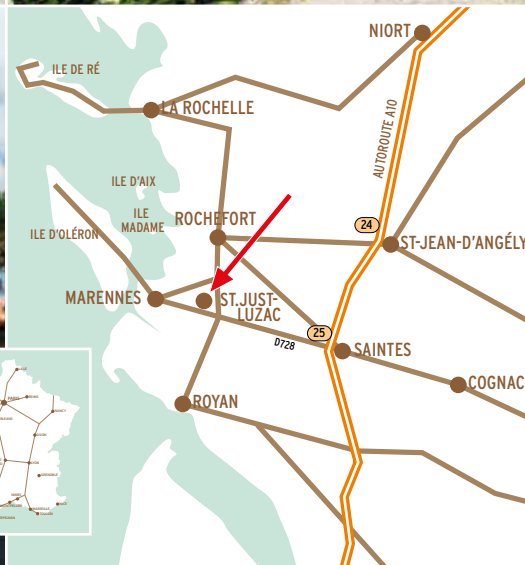 NIORT
ILE DE RÉ
LA ROCHELLE
AUTOROUTE A10
ILE D'AIX
ILE
MADAME
ROCHEFORT
24
ILE D'OLÉRON
ST-JEAN-D'ANGÉLY
MARENNES
ST.JUST-
LUZAC
25
D728
SAINTES
COGNAC
ROYAN
PARIS